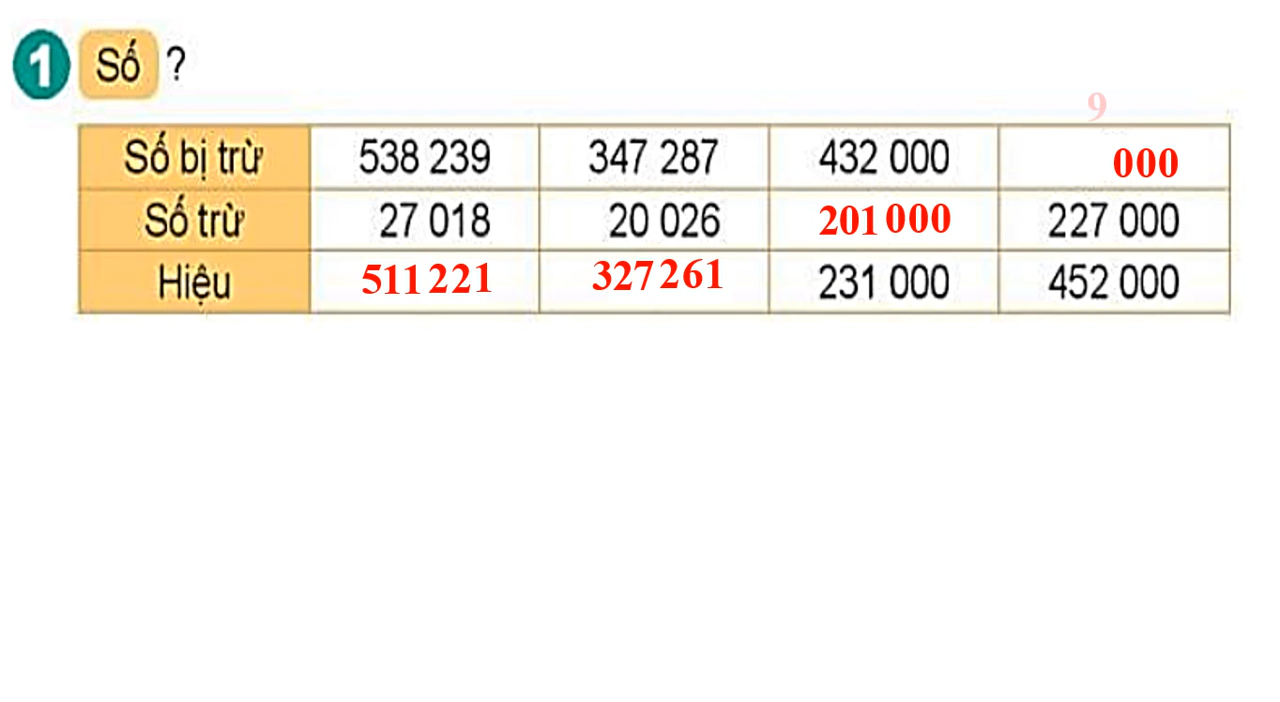 1 Số ?
9
Số bị trừ 538 239 347 287 432 000 000
Số trừ 27 018 20 026 201 000 227 000
Hiệu 511 221 327 261 231 000 452 000